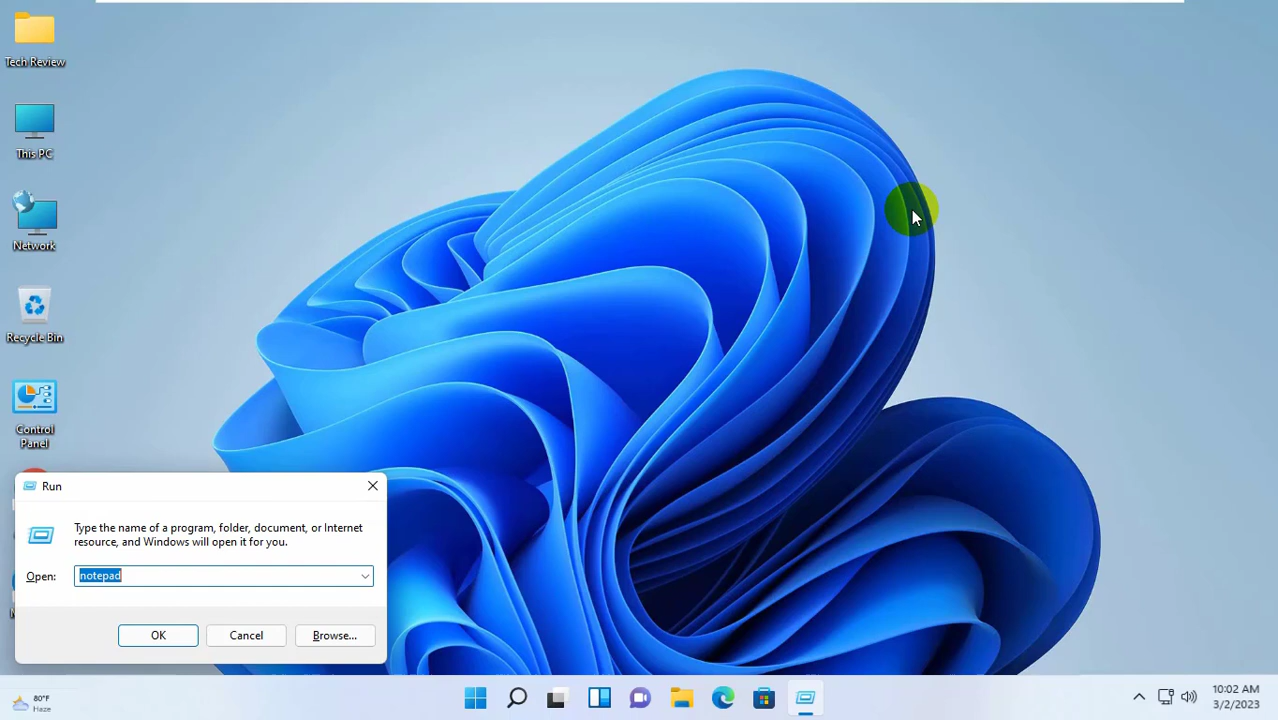 Tech Review
This PC
Network
Recycle Bin
Control
Panel
Run
Type the name of a program, folder, document, or Internet
resource, and Windows will open it for you.
Open:
notepad
OK
Cancel
Browse...
80°F
Haze
10:02 AM
3/2/2023